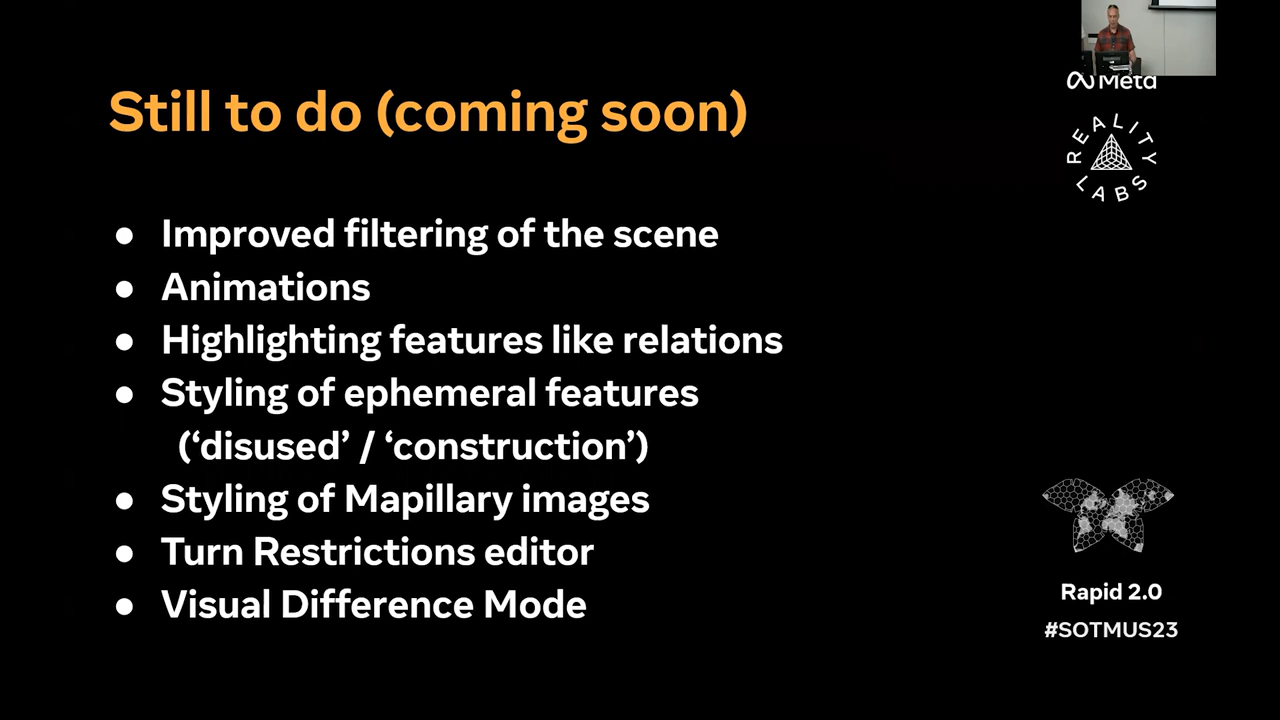 Still to do (coming soon)
Meta
REALITY LABS
● Improved filtering of the scene
● Animations
● Highlighting features like relations
● Styling of ephemeral features
(‘disused’ / ‘construction’)
● Styling of Mapillary images
● Turn Restrictions editor
● Visual Difference Mode
Rapid 2.0
#SOTMUS23